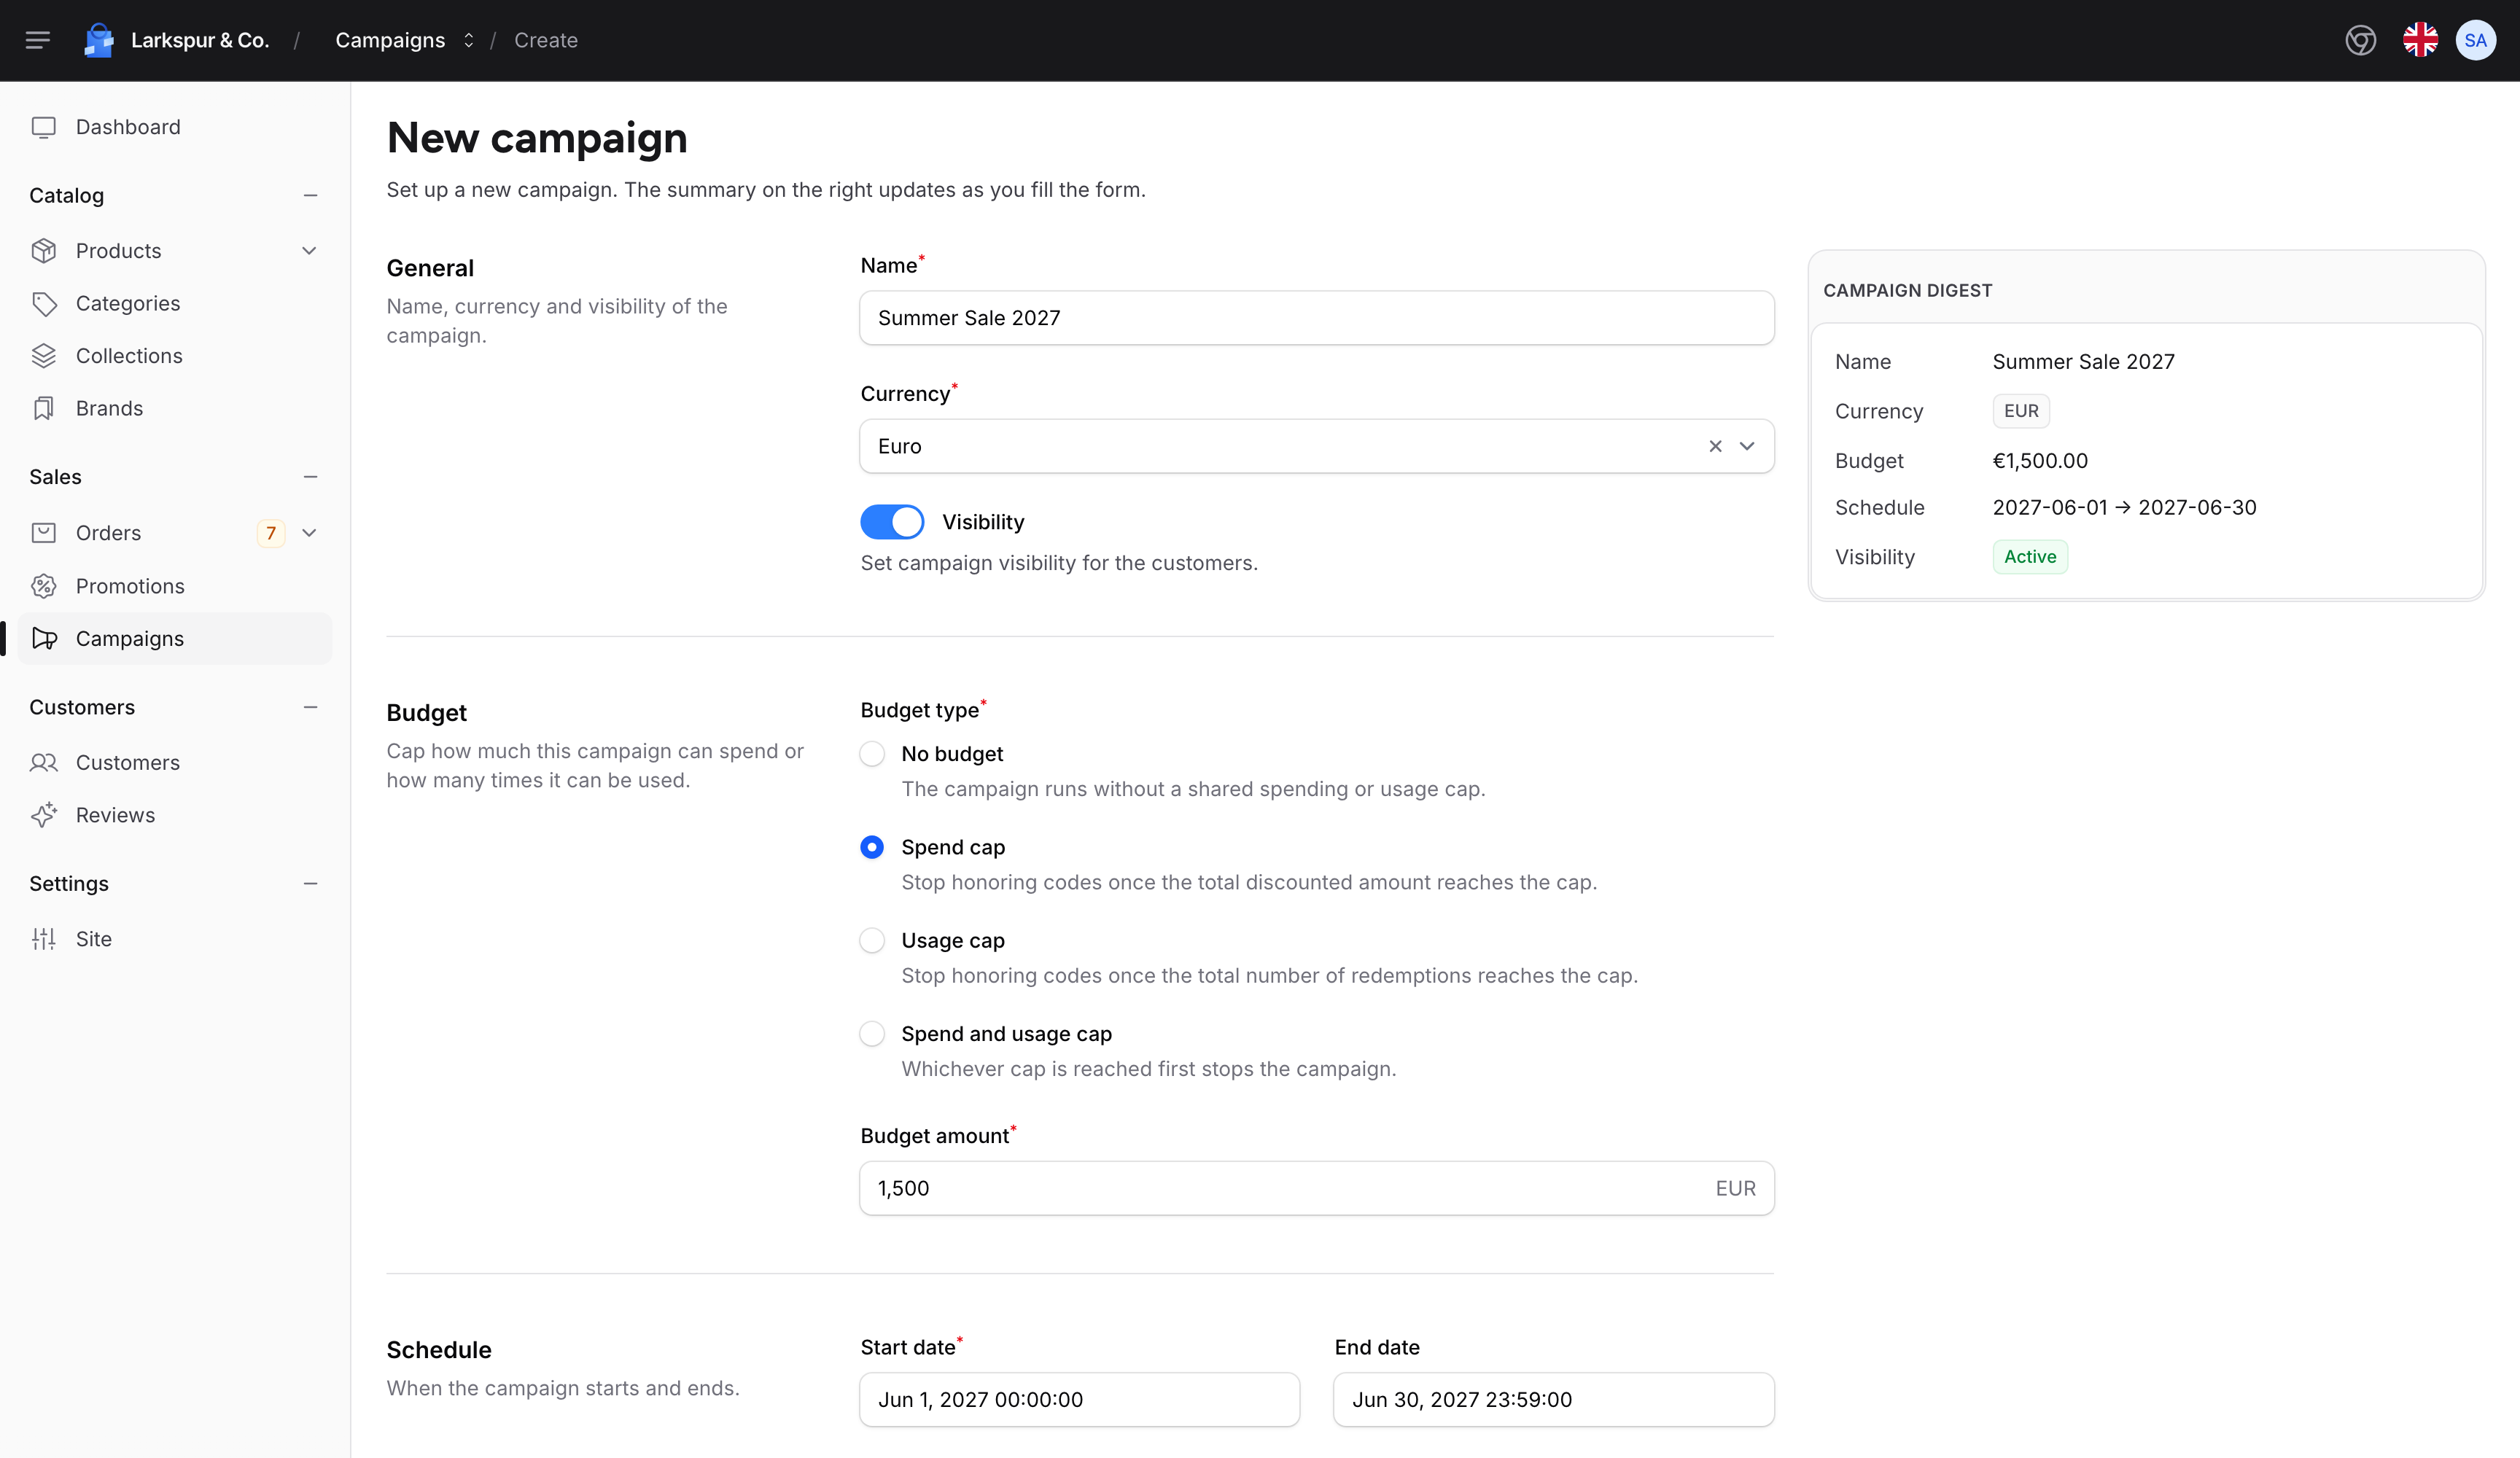 Larkspur & Co. / Campaigns / Create
SA
Dashboard
Catalog
Products
Categories
Collections
Brands
Sales
Orders 7
Promotions
Campaigns
Customers
Customers
Reviews
Settings
Site
New campaign
Set up a new campaign. The summary on the right updates as you fill the form.
General
Name, currency and visibility of the
campaign.
Name*
Summer Sale 2027
Currency*
Euro
Visibility
Set campaign visibility for the customers.
Budget
Cap how much this campaign can spend or
how many times it can be used.
Budget type*
No budget
The campaign runs without a shared spending or usage cap.
Spend cap
Stop honoring codes once the total discounted amount reaches the cap.
Usage cap
Stop honoring codes once the total number of redemptions reaches the cap.
Spend and usage cap
Whichever cap is reached first stops the campaign.
Budget amount*
1,500 EUR
Schedule
When the campaign starts and ends.
Start date*
Jun 1, 2027 00:00:00
End date
Jun 30, 2027 23:59:00
CAMPAIGN DIGEST
Name Summer Sale 2027
Currency EUR
Budget €1,500.00
Schedule 2027-06-01 → 2027-06-30
Visibility Active